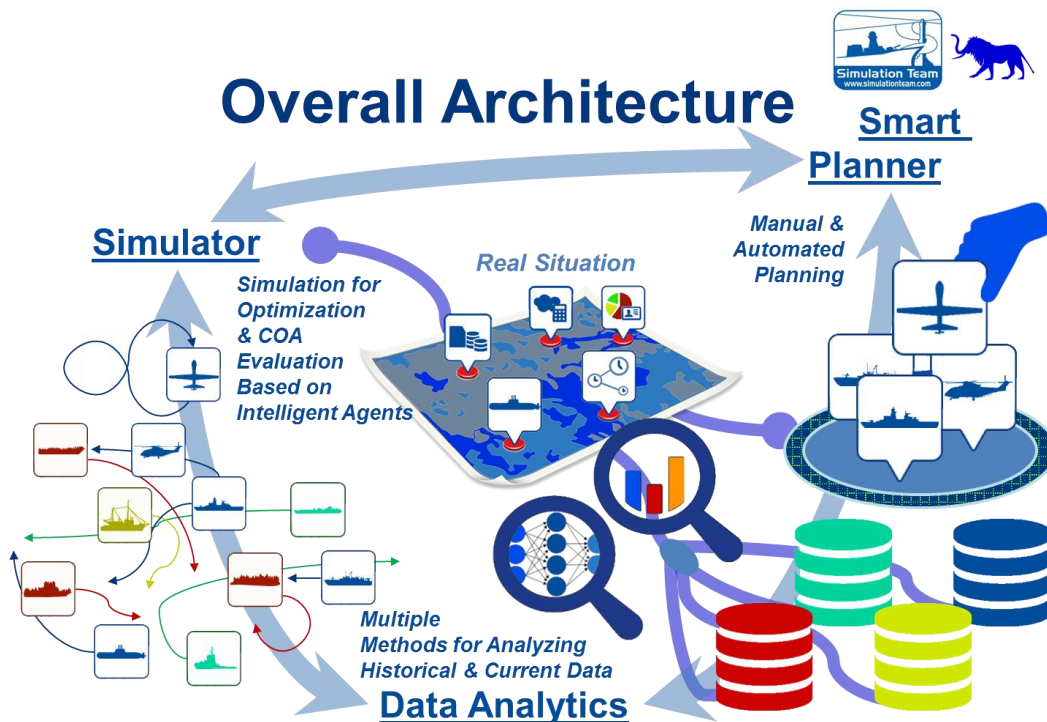 Simulation Team
www.simulationteam.com
Overall Architecture
Smart
Planner
Simulator
Manual &
Automated
Planning
Real Situation
Simulation for
Optimization
& COA
Evaluation
Based on
Intelligent Agents
Multiple
Methods for Analyzing
Historical & Current Data
Data Analytics